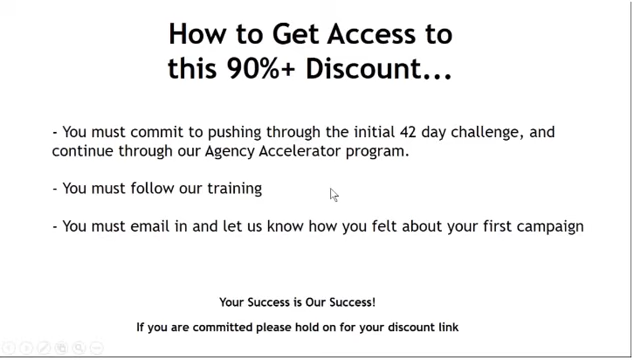 How to Get Access to
this 90%+ Discount...
- You must commit to pushing through the initial 42 day challenge, and
continue through our Agency Accelerator program.
- You must follow our training
- You must email in and let us know how you felt about your first campaign
Your Success is Our Success!
If you are committed please hold on for your discount link